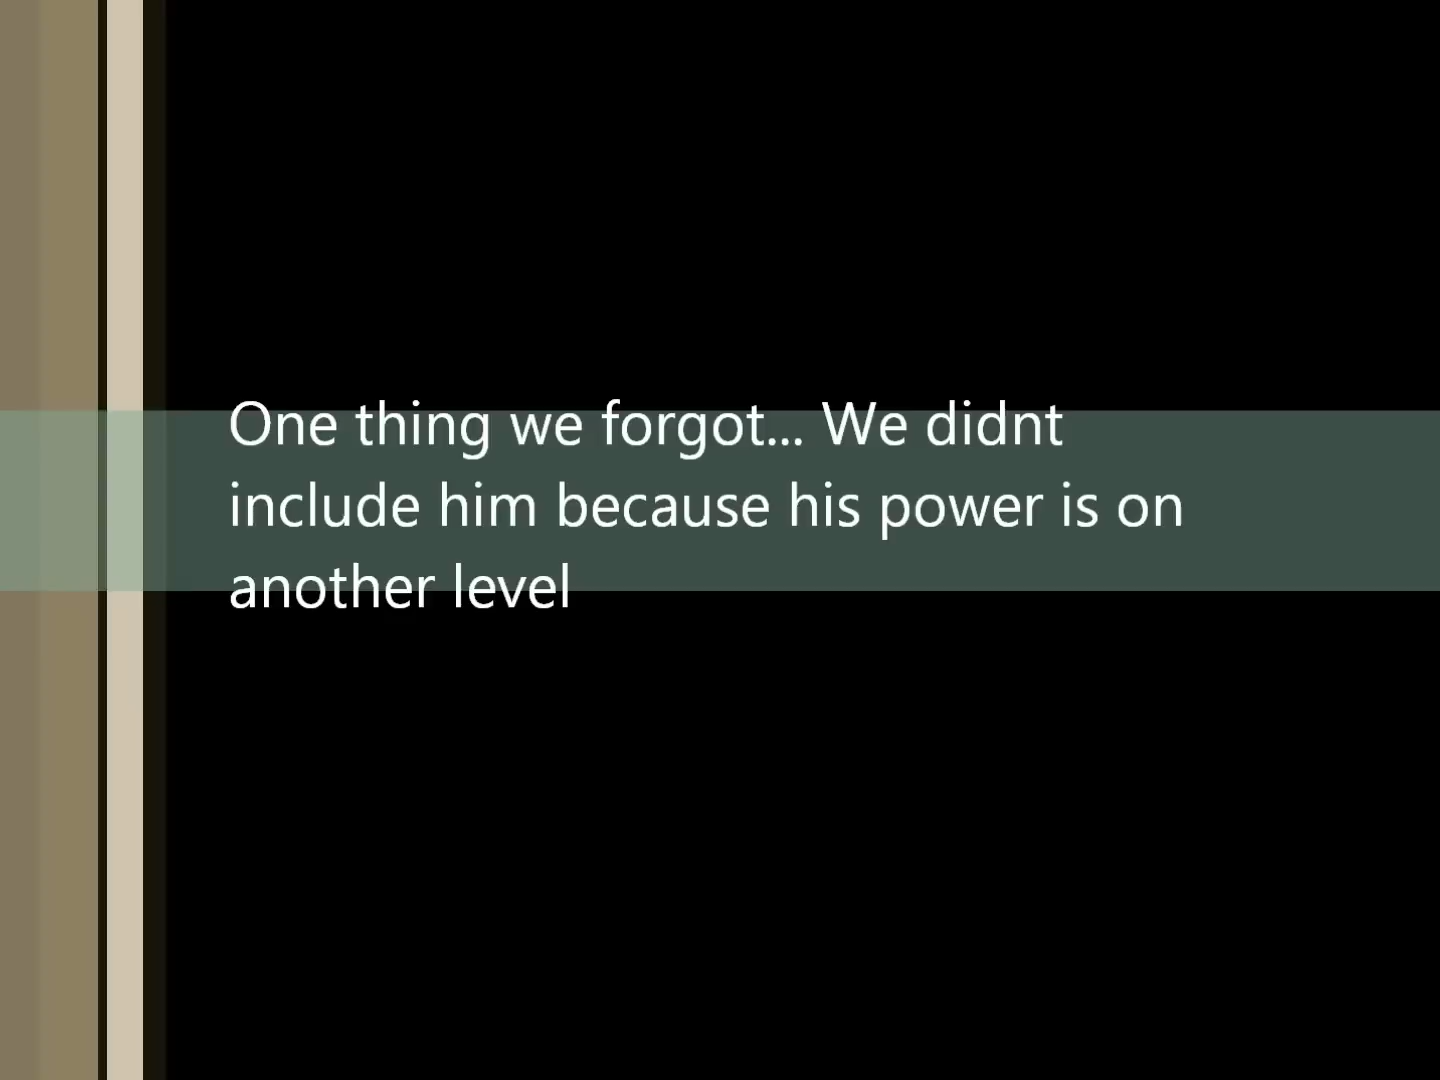 One thing we forgot... We didnt
include him because his power is on
another level